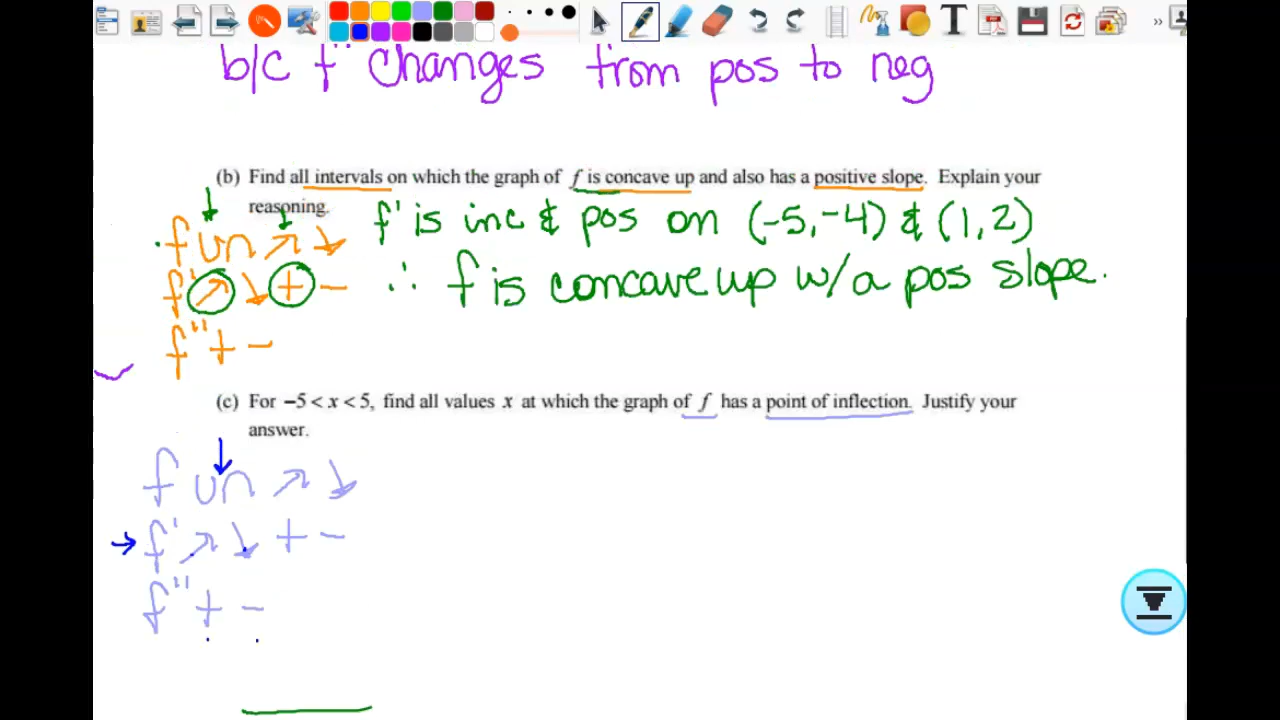 b/c f'' changes from pos to neg
(b) Find all intervals on which the graph of f is concave up and also has a positive slope. Explain your
reasoning. f' is inc & pos on (-5,-4) & (1,2)
f ∪∩ ↗ ↘
f' ↗ ↘ + − ∴ f is concave up w/a pos slope.
f'' + −
(c) For −5 < x < 5, find all values x at which the graph of f has a point of inflection. Justify your
answer.
f ∪∩ ↗ ↘
→ f' ↗ ↘ + −
f'' + −